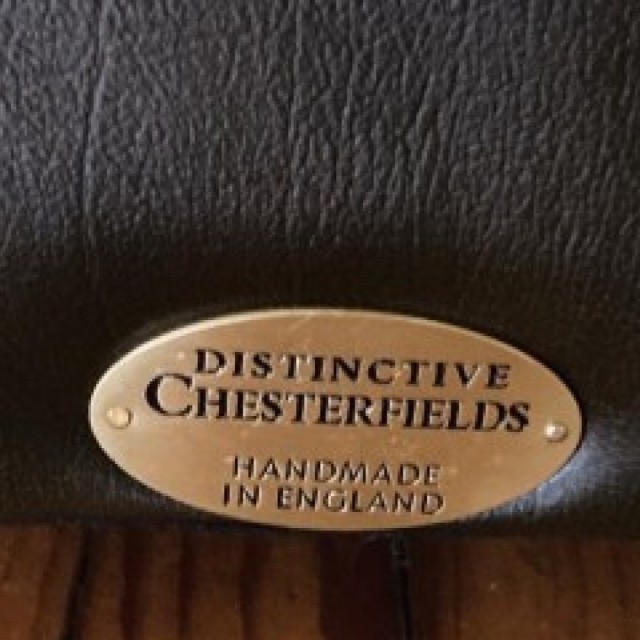 DISTINCTIVE
CHESTERFIELDS
HANDMADE
IN ENGLAND